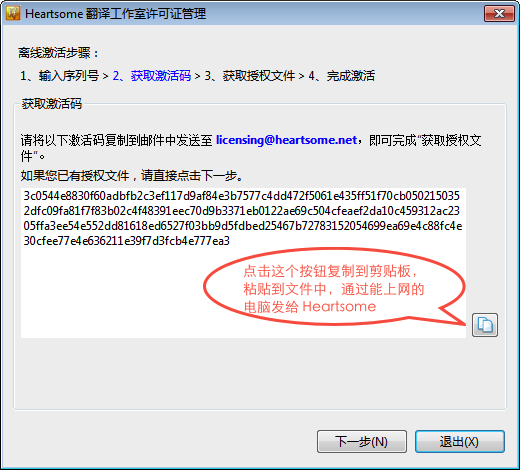 Heartsome 翻译工作室许可证管理
离线激活步骤：
1、输入序列号 > 2、获取激活码 > 3、获取授权文件 > 4、完成激活
获取激活码
请将以下激活码复制到邮件中发送至 licensing@heartsome.net，即可完成“获取授权文
件”。
如果您已有授权文件，请直接点击下一步。
3c0544e8830f60adbfb2c3ef117d9af84e3b7577c4dd472f5061e435ff51f70cb050215035
2dfc09fa81f7f83b02c4f48391eec70d9b3371eb0122ae69c504cfeaef2da10c459312ac23
05ffa3ee54e552dd81618ed6527f03bb9d5fdbed25467b72783152054699ea69e4c88fc4e
30cfee77e4e636211e39f7d3fcb4e777ea3
点击这个按钮复制到剪贴板，
粘贴到文件中，通过能上网的
电脑发给 Heartsome
下一步(N)
退出(X)